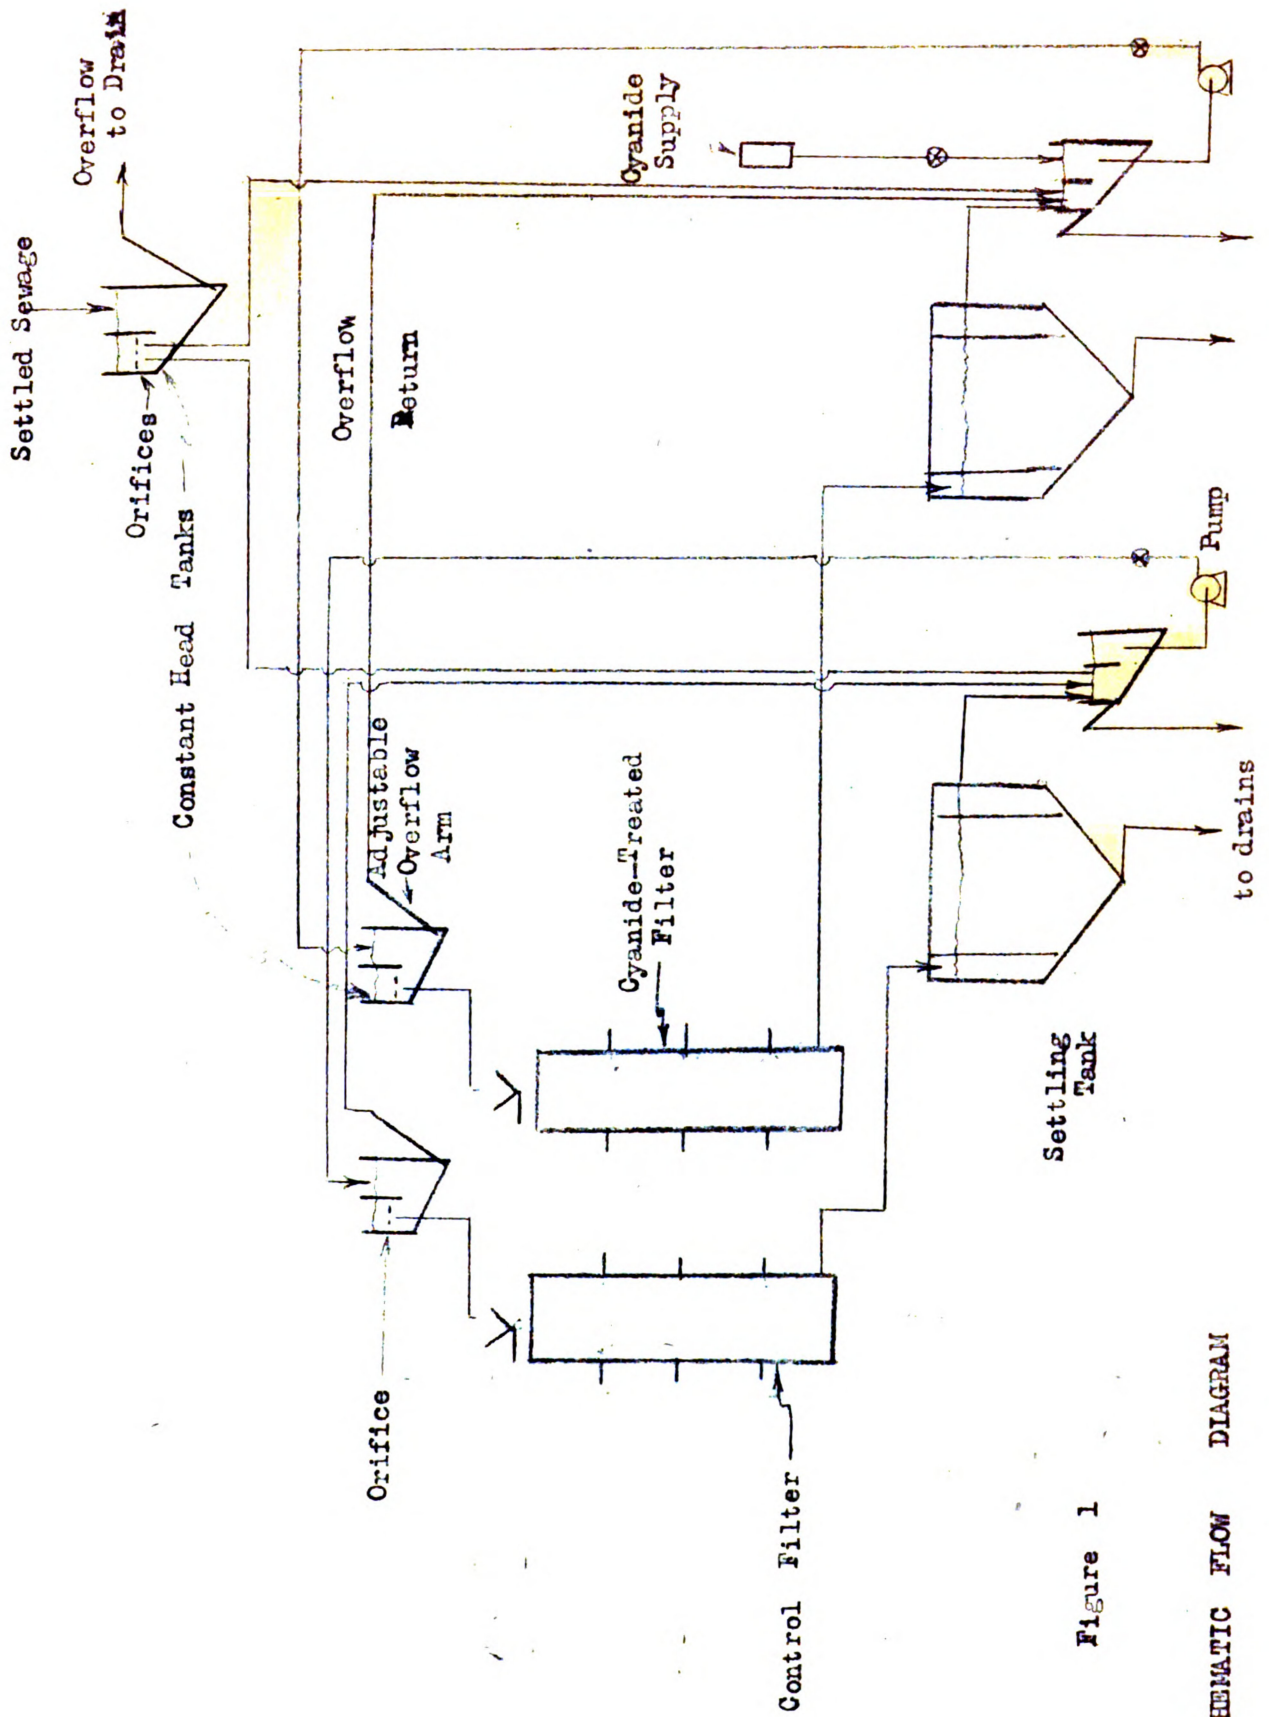 Settled Sewage
Overflow
to Drain
Orifices
Constant Head Tanks
Overflow
Return
Cyanide
Supply
Adjustable
Overflow
Arm
Orifice
Cyanide-Treated
Filter
Control Filter
Pump
Settling
Tank
to drains
Figure 1
HEMATIC FLOW DIAGRAM